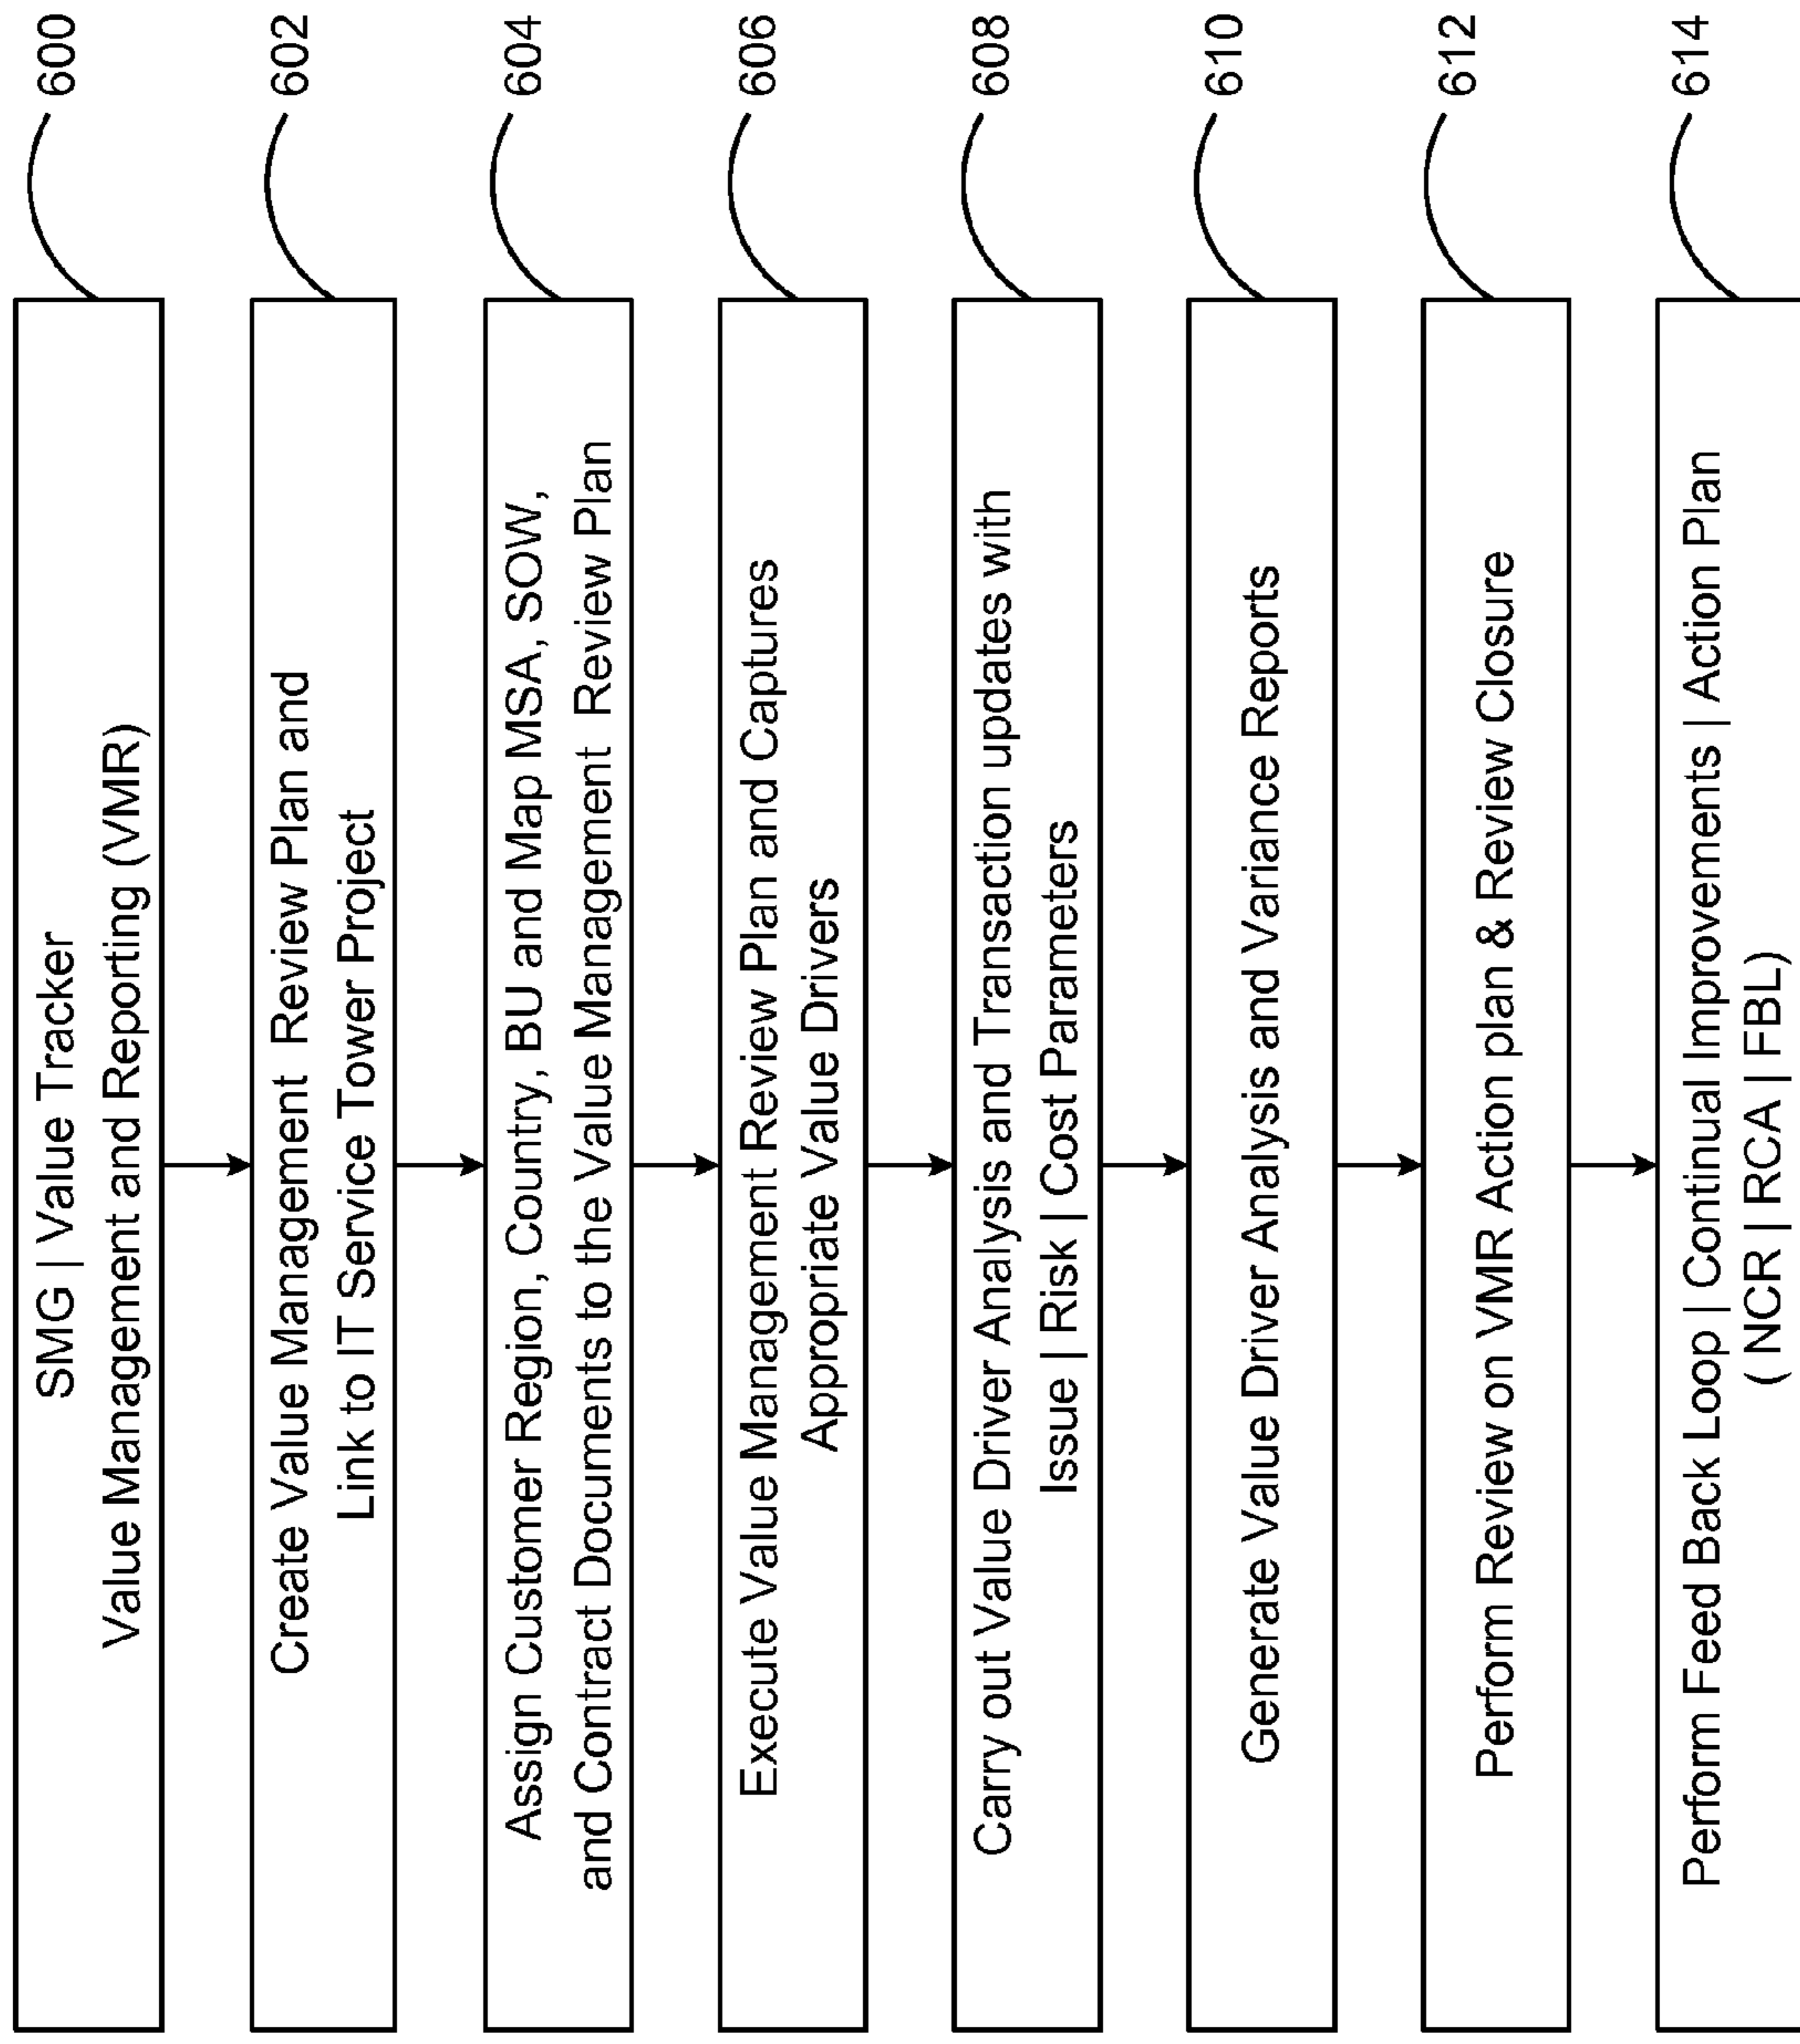 SMG | Value Tracker
Value Management and Reporting (VMR)
600
Create Value Management Review Plan and
Link to IT Service Tower Project
602
Assign Customer Region, Country, BU and Map MSA, SOW,
and Contract Documents to the Value Management Review Plan
604
Execute Value Management Review Plan and Captures
Appropriate Value Drivers
606
Carry out Value Driver Analysis and Transaction updates with
Issue | Risk | Cost Parameters
608
Generate Value Driver Analysis and Variance Reports
610
Perform Review on VMR Action plan & Review Closure
612
Perform Feed Back Loop | Continual Improvements | Action Plan
( NCR | RCA | FBL)
614